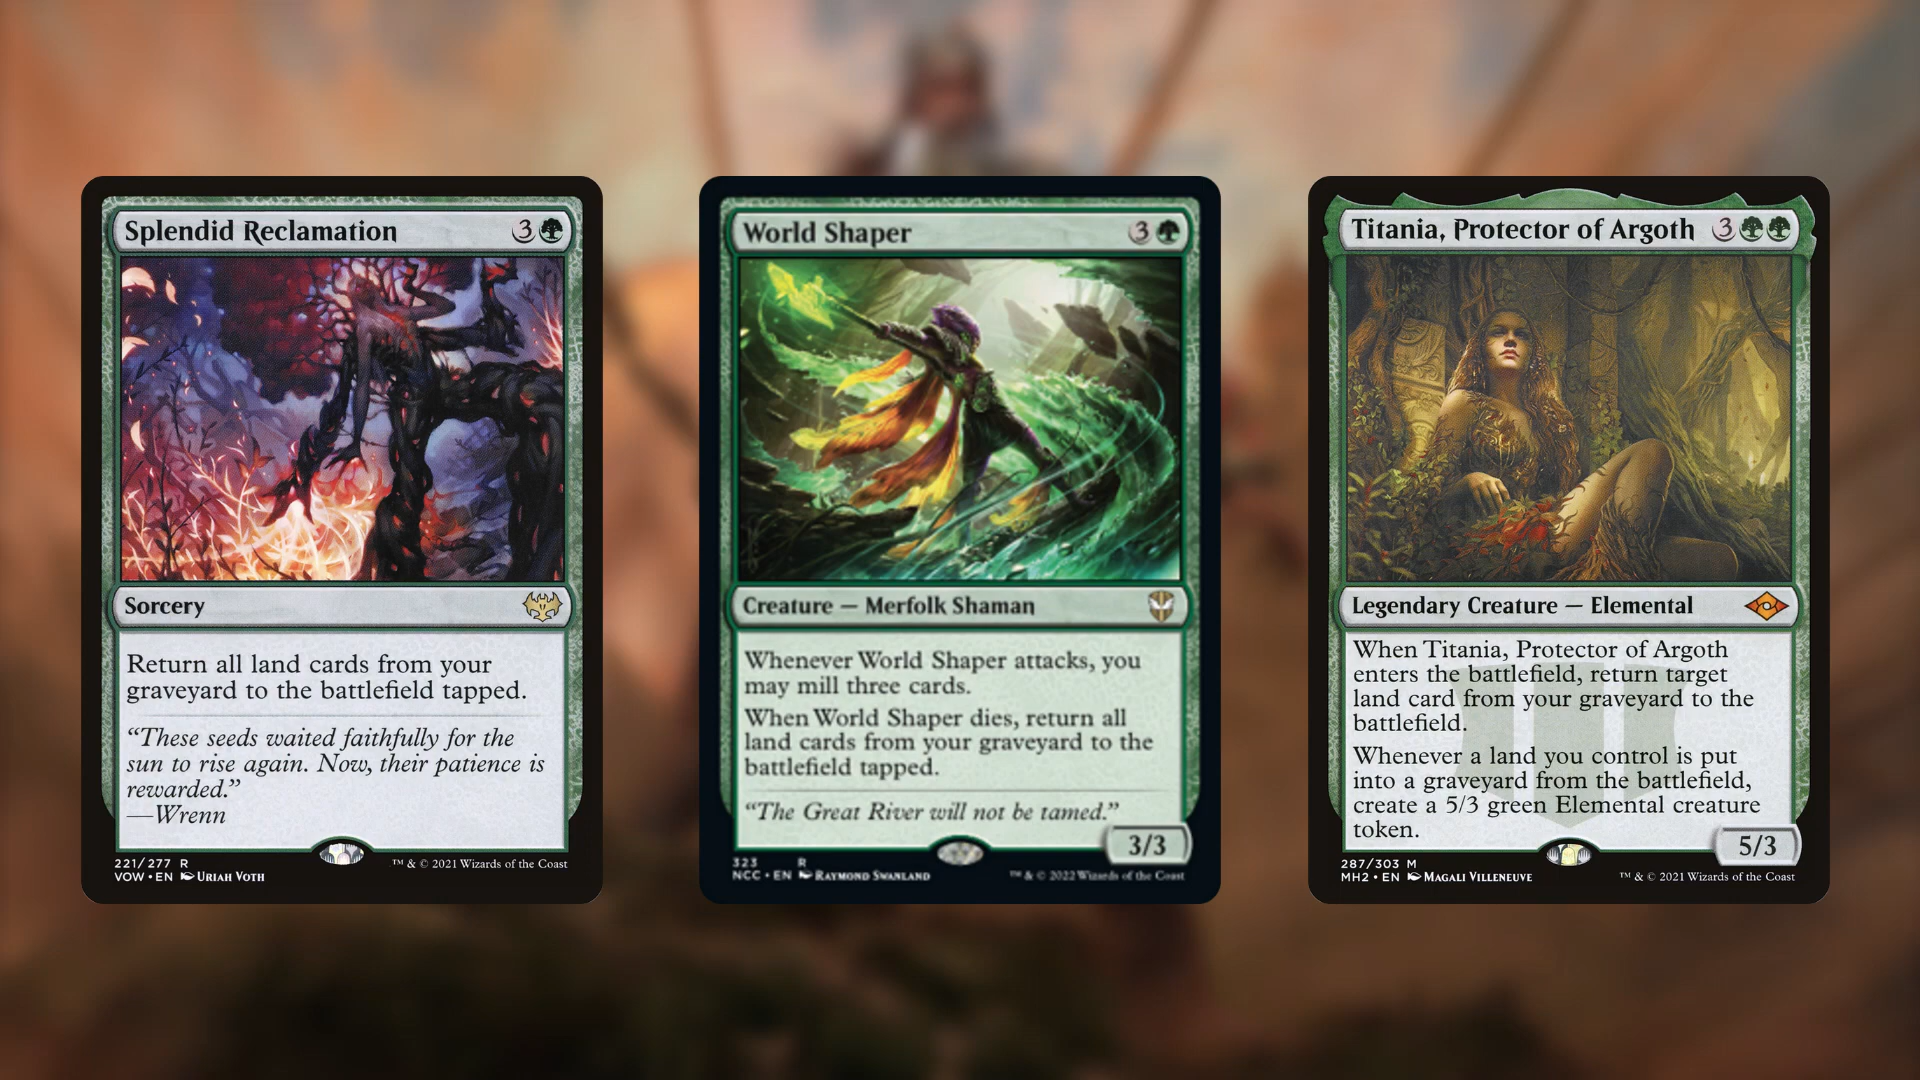 Splendid Reclamation 3
Sorcery
Return all land cards from your
graveyard to the battlefield tapped.
“These seeds waited faithfully for the
sun to rise again. Now, their patience is
rewarded.”
—Wrenn
221/277 R
VOW • EN Uriah Voth
™ & © 2021 Wizards of the Coast
World Shaper 3
Creature — Merfolk Shaman
Whenever World Shaper attacks, you
may mill three cards.
When World Shaper dies, return all
land cards from your graveyard to the
battlefield tapped.
“The Great River will not be tamed.”
3/3
323 R
NCC • EN Raymond Swanland
™ & © 2022 Wizards of the Coast
Titania, Protector of Argoth 3
Legendary Creature — Elemental
When Titania, Protector of Argoth
enters the battlefield, return target
land card from your graveyard to the
battlefield.
Whenever a land you control is put
into a graveyard from the battlefield,
create a 5/3 green Elemental creature
token.
5/3
287/303 M
MH2 • EN Magali Villeneuve
™ & © 2021 Wizards of the Coast